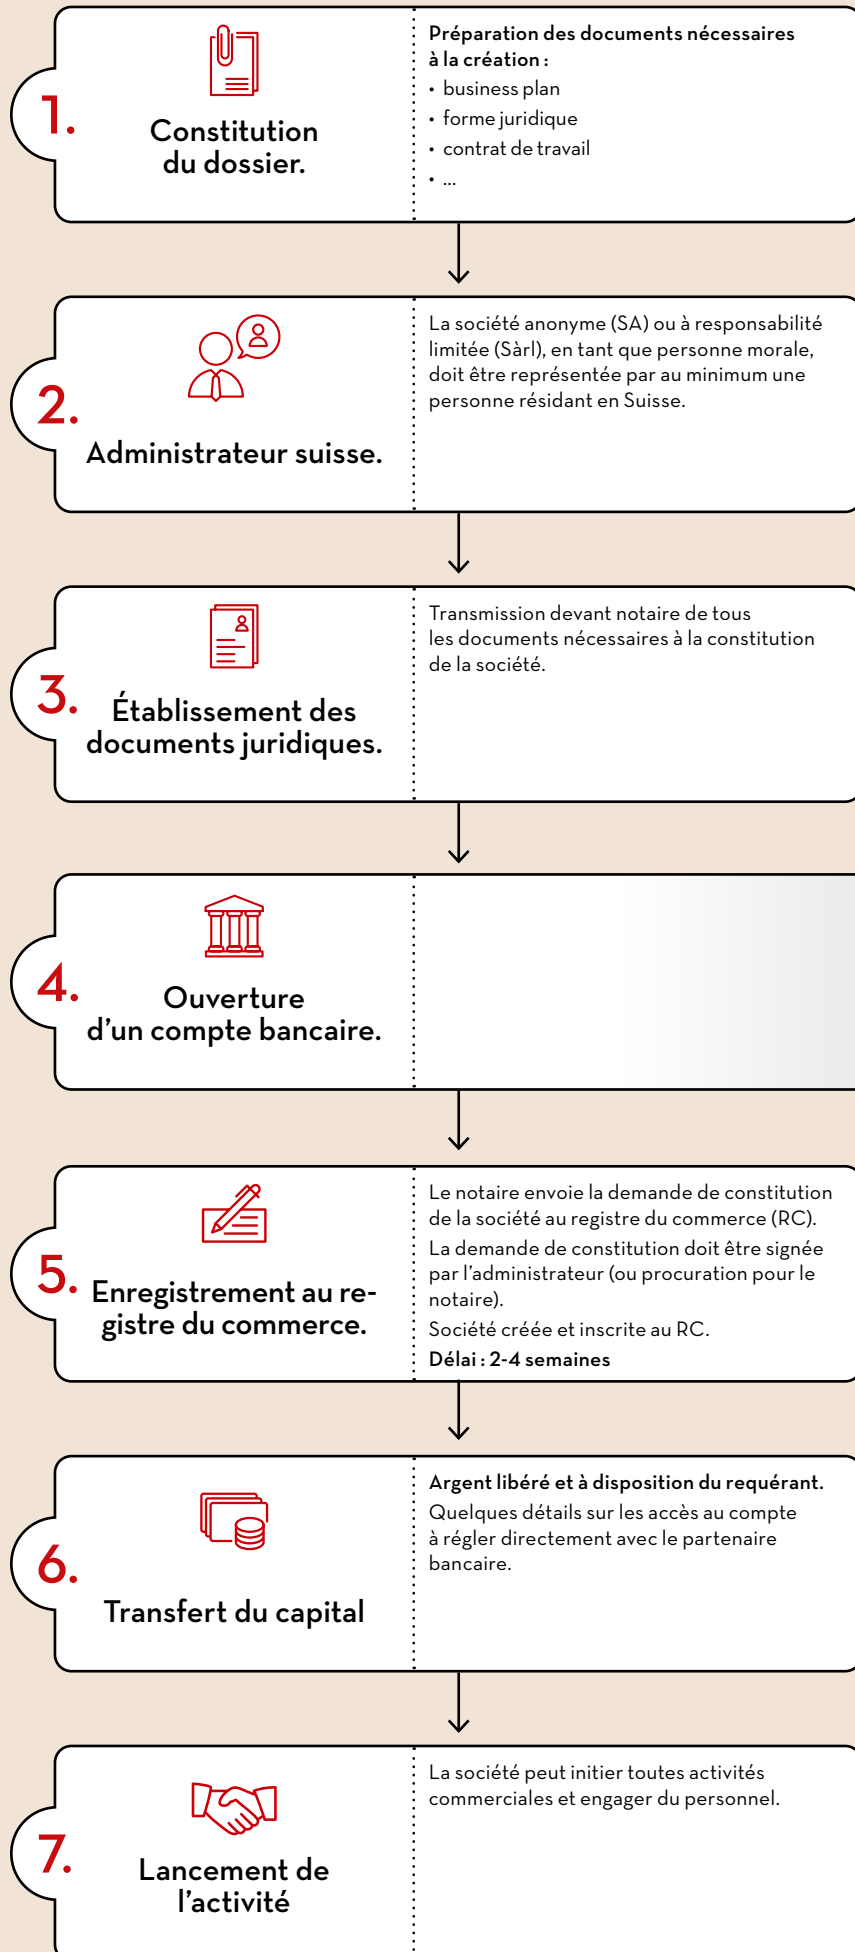 1.
Constitution
du dossier.
Préparation des documents nécessaires
à la création :
• business plan
• forme juridique
• contrat de travail
• ...
2.
Administrateur suisse.
La société anonyme (SA) ou à responsabilité
limitée (Sàrl), en tant que personne morale,
doit être représentée par au minimum une
personne résidant en Suisse.
3.
Établissement des
documents juridiques.
Transmission devant notaire de tous
les documents nécessaires à la constitution
de la société.
4.
Ouverture
d’un compte bancaire.
5.
Enregistrement au re-
gistre du commerce.
Le notaire envoie la demande de constitution
de la société au registre du commerce (RC).
La demande de constitution doit être signée
par l’administrateur (ou procuration pour le
notaire).
Société créée et inscrite au RC.
Délai : 2-4 semaines
6.
Transfert du capital
Argent libéré et à disposition du requérant.
Quelques détails sur les accès au compte
à régler directement avec le partenaire
bancaire.
7.
Lancement de
l’activité
La société peut initier toutes activités
commerciales et engager du personnel.